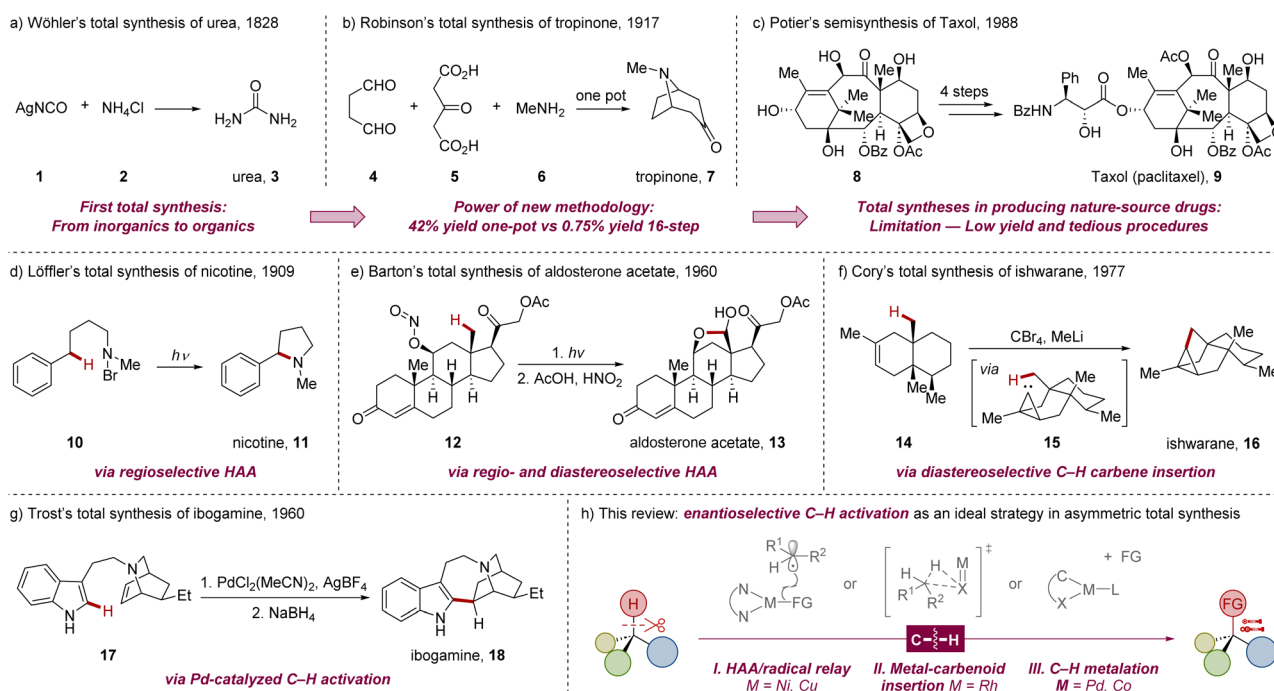 a) Wöhler's total synthesis of urea, 1828
AgNCO + NH4Cl
O
H2N NH2
1 2 urea, 3
First total synthesis:
From inorganics to organics
b) Robinson's total synthesis of tropinone, 1917
CHO
CHO
+
CO2H
O
CO2H
+ MeNH2
one pot
Me N
O
4 5 6 tropinone, 7
Power of new methodology:
42% yield one-pot vs 0.75% yield 16-step
c) Potier's semisynthesis of Taxol, 1988
HO O OH
Me Me
Me
HO Me
H O
HO OBz OAc
4 steps
AcO O OH
Ph O Me Me
BzHN O Me
OH Me
H O
OH OBz OAc
8 Taxol (paclitaxel), 9
Total syntheses in producing nature-source drugs:
Limitation — Low yield and tedious procedures
d) Löffler's total synthesis of nicotine, 1909
H N Me
Br
hν
N
Me
10 nicotine, 11
via regioselective HAA
e) Barton's total synthesis of aldosterone acetate, 1960
O N O
H O OAc
Me H
H H
O
1. hν
2. AcOH, HNO2
HO O OAc
O
Me H
H H
O
12 aldosterone acetate, 13
via regio- and diastereoselective HAA
f) Cory's total synthesis of ishwarane, 1977
H
Me
Me
Me
CBr4, MeLi
via
H Me
Me Me
Me
Me Me
14 15 ishwarane, 16
via diastereoselective C–H carbene insertion
g) Trost's total synthesis of ibogamine, 1960
N
H Et
N
H
1. PdCl2(MeCN)2, AgBF4
2. NaBH4
N
Et
N H
H
17 ibogamine, 18
via Pd-catalyzed C–H activation
h) This review: enantioselective C–H activation as an ideal strategy in asymmetric total synthesis
R1 R2
H
N
M–FG
N
or
‡
H M
H X
R1 R2
or
+ FG
C
M–L
X
H
C H
FG
I. HAA/radical relay
M = Ni, Cu
II. Metal-carbenoid
insertion M = Rh
III. C–H metalation
M = Pd, Co